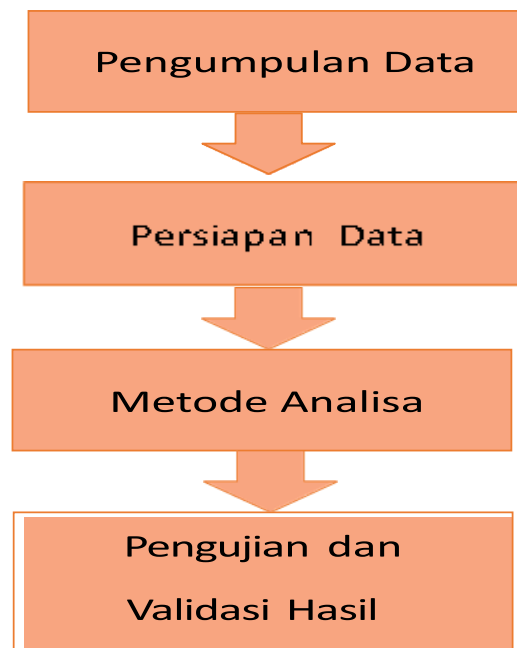 Pengumpulan Data
Persiapan Data
Metode Analisa
Pengujian dan
Validasi Hasil